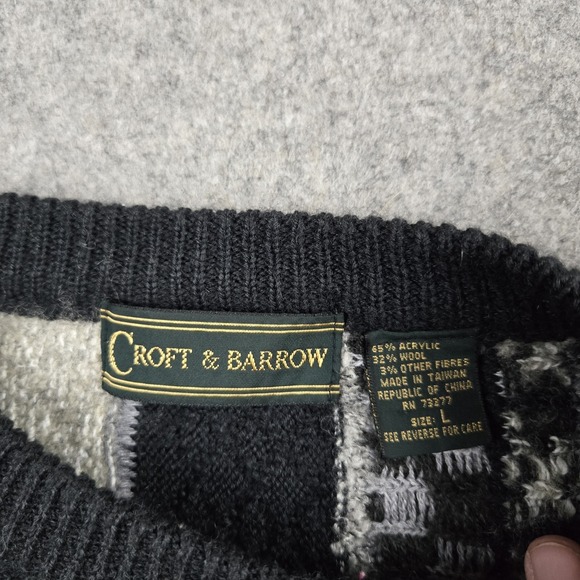 CROFT & BARROW
65% ACRYLIC
32% WOOL
3% OTHER FIBRES
MADE IN TAIWAN
REPUBLIC OF CHINA
RN 73277
SIZE: L
SEE REVERSE FOR CARE